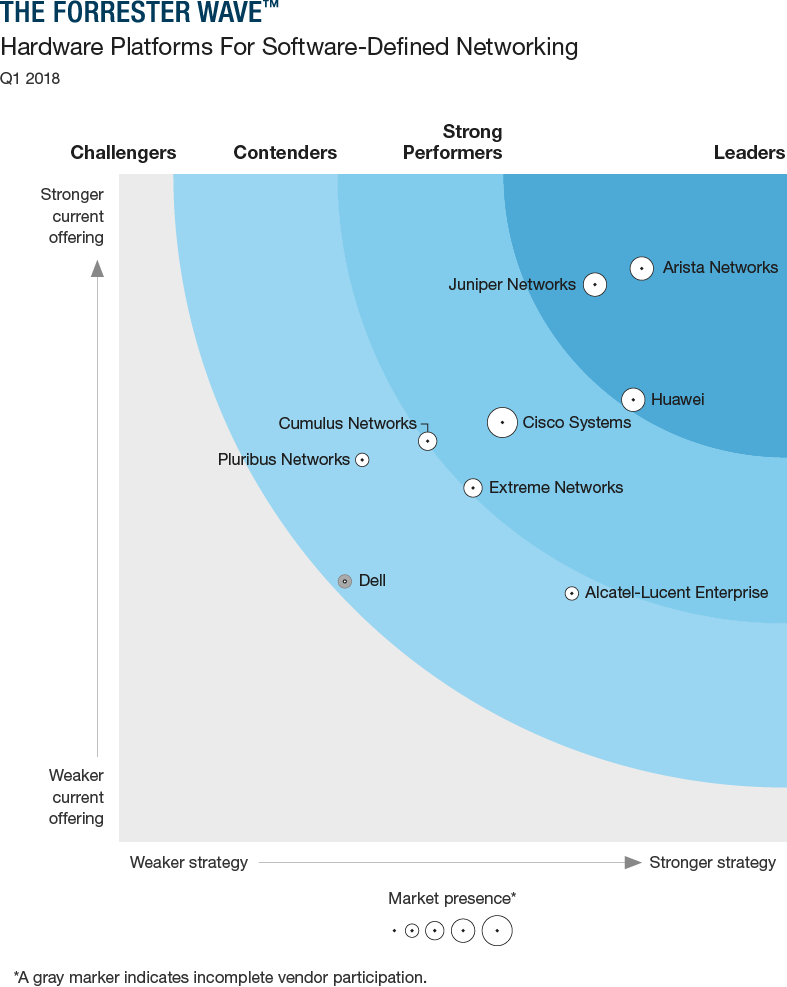 THE FORRESTER WAVE™
Hardware Platforms For Software-Defined Networking
Q1 2018
Challengers
Contenders
Strong
Performers
Leaders
Stronger
current
offering
Arista Networks
Juniper Networks
Huawei
Cumulus Networks
Cisco Systems
Pluribus Networks
Extreme Networks
Dell
Alcatel-Lucent Enterprise
Weaker
current
offering
Weaker strategy
Stronger strategy
Market presence*
*A gray marker indicates incomplete vendor participation.